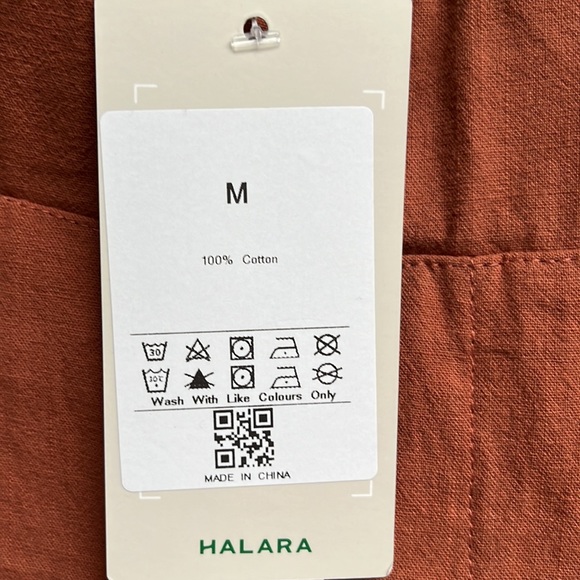 M
100% Cotton
30
30℃
Wash With Like Colours Only
MADE IN CHINA
HALARA